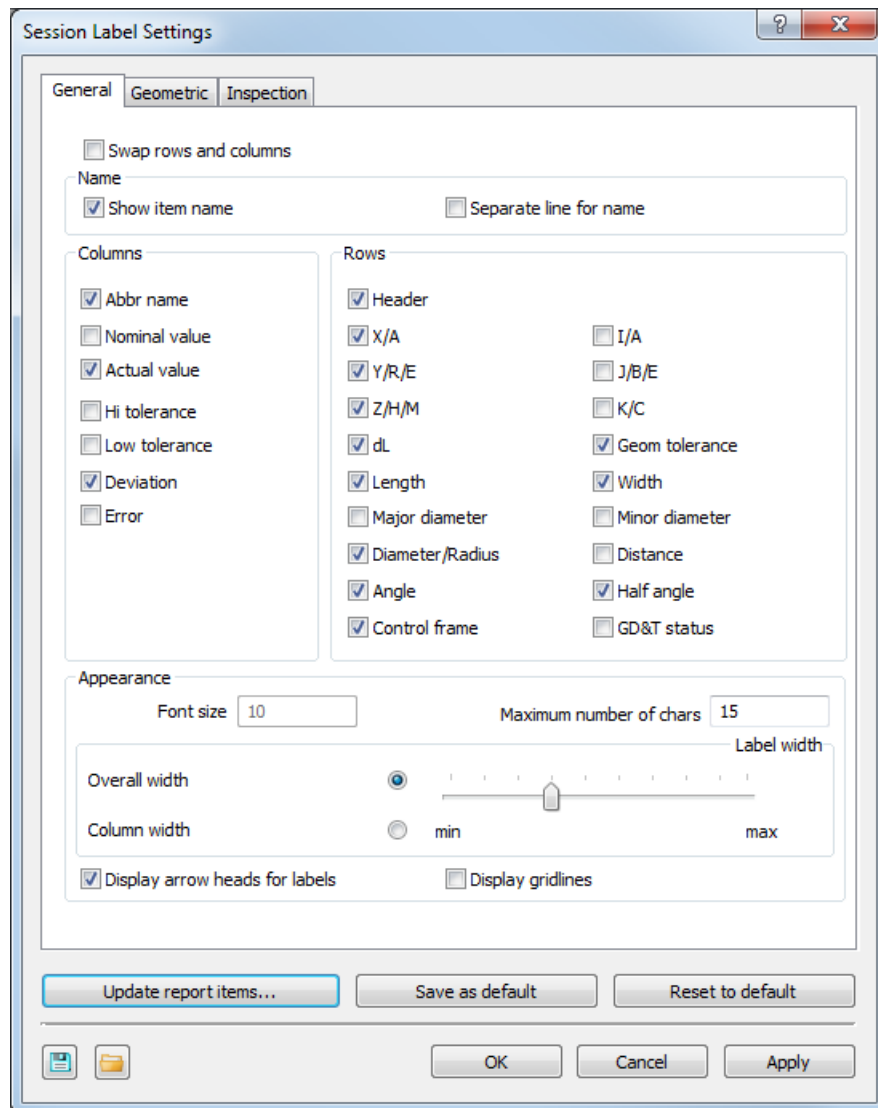 Session Label Settings
General Geometric Inspection
Swap rows and columns
Name
Show item name Separate line for name
Columns Rows
Abbr name Header
Nominal value X/A I/A
Actual value Y/R/E J/B/E
Hi tolerance Z/H/M K/C
Low tolerance dL Geom tolerance
Deviation Length Width
Error Major diameter Minor diameter
Diameter/Radius Distance
Angle Half angle
Control frame GD&T status
Appearance
Font size 10 Maximum number of chars 15
Label width
Overall width
Column width min max
Display arrow heads for labels Display gridlines
Update report items... Save as default Reset to default
OK Cancel Apply